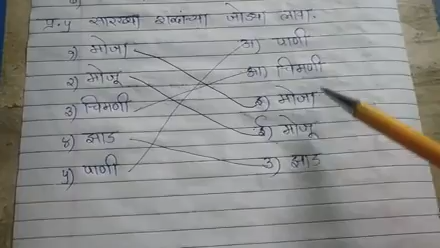 प्र.५ सारख्या शब्दांच्या जोड्या लावा.
१) मोजा अ) पाणी
२) मोजू आ) चिमणी
३) चिमणी इ) मोजा
४) झाड ई) मोजू
५) पाणी उ) झाड